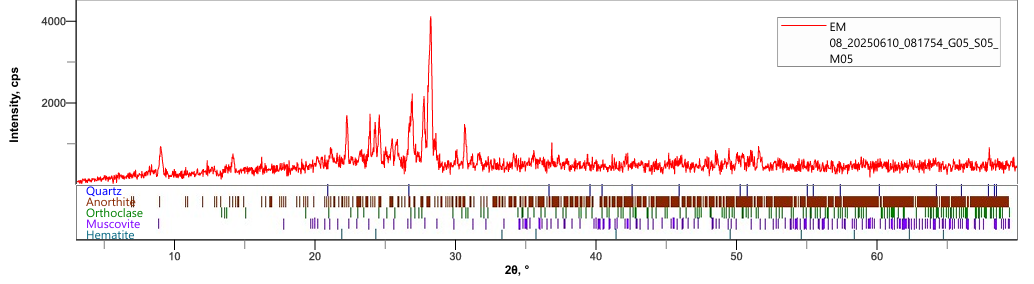 4000
2000
Intensity, cps
EM
08_20250610_081754_G05_S05_
M05
Quartz
Anorthite
Orthoclase
Muscovite
Hematite
10 20 30 40 50 60
2θ, °